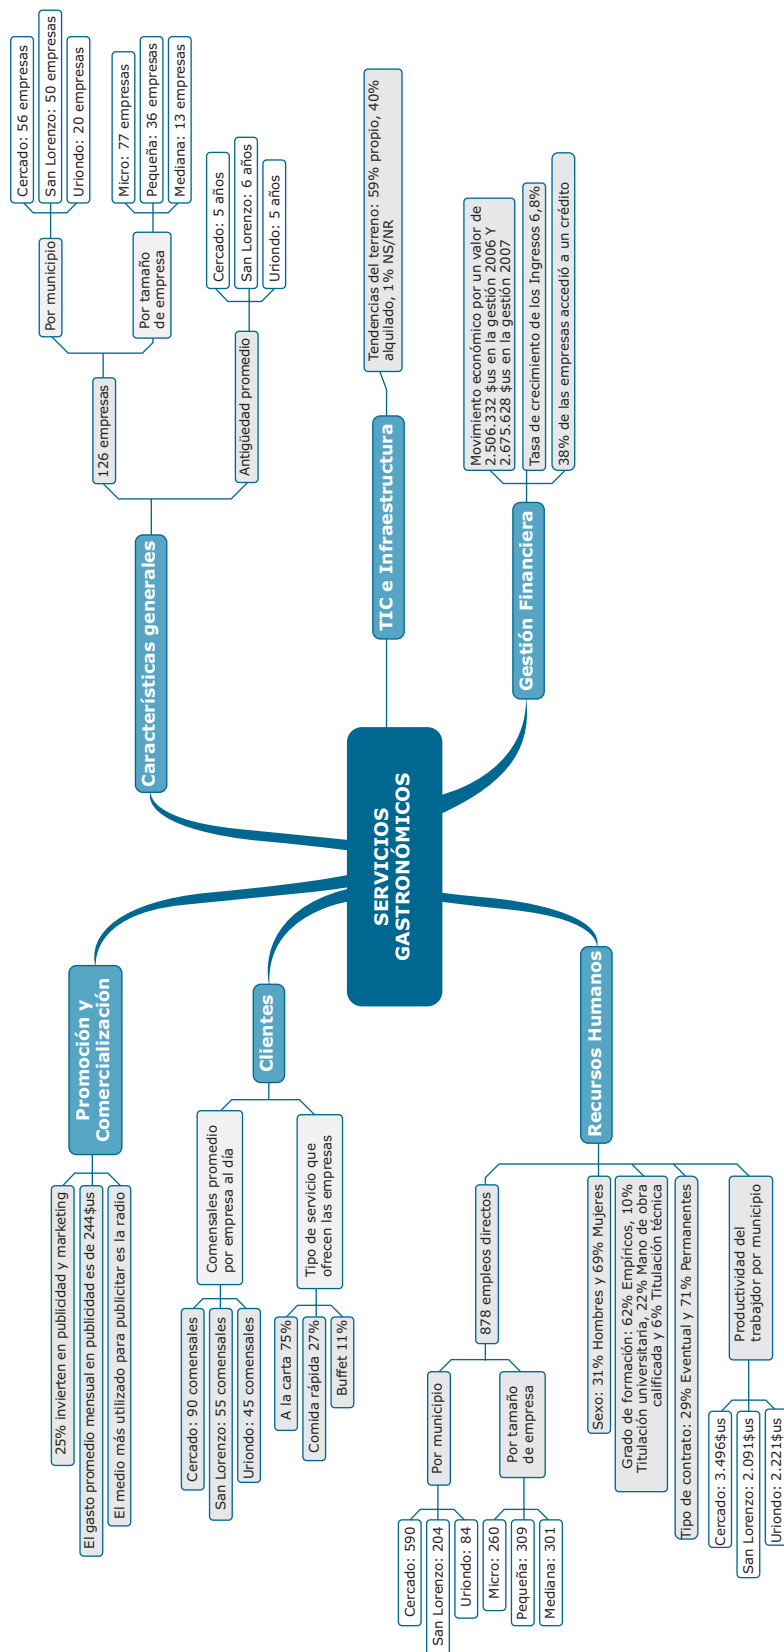 SERVICIOS
GASTRONÓMICOS
Promoción y
Comercialización
25% invierten en publicidad y marketing
El gasto promedio mensual en publicidad es de 244$us
El medio más utilizado para publicitar es la radio
Clientes
Comensales promedio
por empresa al día
Cercado: 90 comensales
San Lorenzo: 55 comensales
Uriondo: 45 comensales
Tipo de servicio que
ofrecen las empresas
A la carta 75%
Comida rápida 27%
Buffet 11%
Recursos Humanos
878 empleos directos
Por municipio
Cercado: 590
San Lorenzo: 204
Uriondo: 84
Por tamaño
de empresa
Micro: 260
Pequeña: 309
Mediana: 301
Sexo: 31% Hombres y 69% Mujeres
Grado de formación: 62% Empíricos, 10%
Titulación universitaria, 22% Mano de obra
calificada y 6% Titulación técnica
Tipo de contrato: 29% Eventual y 71% Permanentes
Productividad del
trabajdor por municipio
Cercado: 3.496$us
San Lorenzo: 2.091$us
Uriondo: 2.221$us
Características generales
126 empresas
Por municipio
Cercado: 56 empresas
San Lorenzo: 50 empresas
Uriondo: 20 empresas
Por tamaño
de empresa
Micro: 77 empresas
Pequeña: 36 empresas
Mediana: 13 empresas
Antigüedad promedio
Cercado: 5 años
San Lorenzo: 6 años
Uriondo: 5 años
TIC e Infraestructura
Tendencias del terreno: 59% propio, 40%
alquilado, 1% NS/NR
Gestión Financiera
Movimiento económico por un valor de
2.506.332 $us en la gestión 2006 Y
2.675.628 $us en la gestión 2007
Tasa de crecimiento de los Ingresos 6,8%
38% de las empresas accedió a un crédito